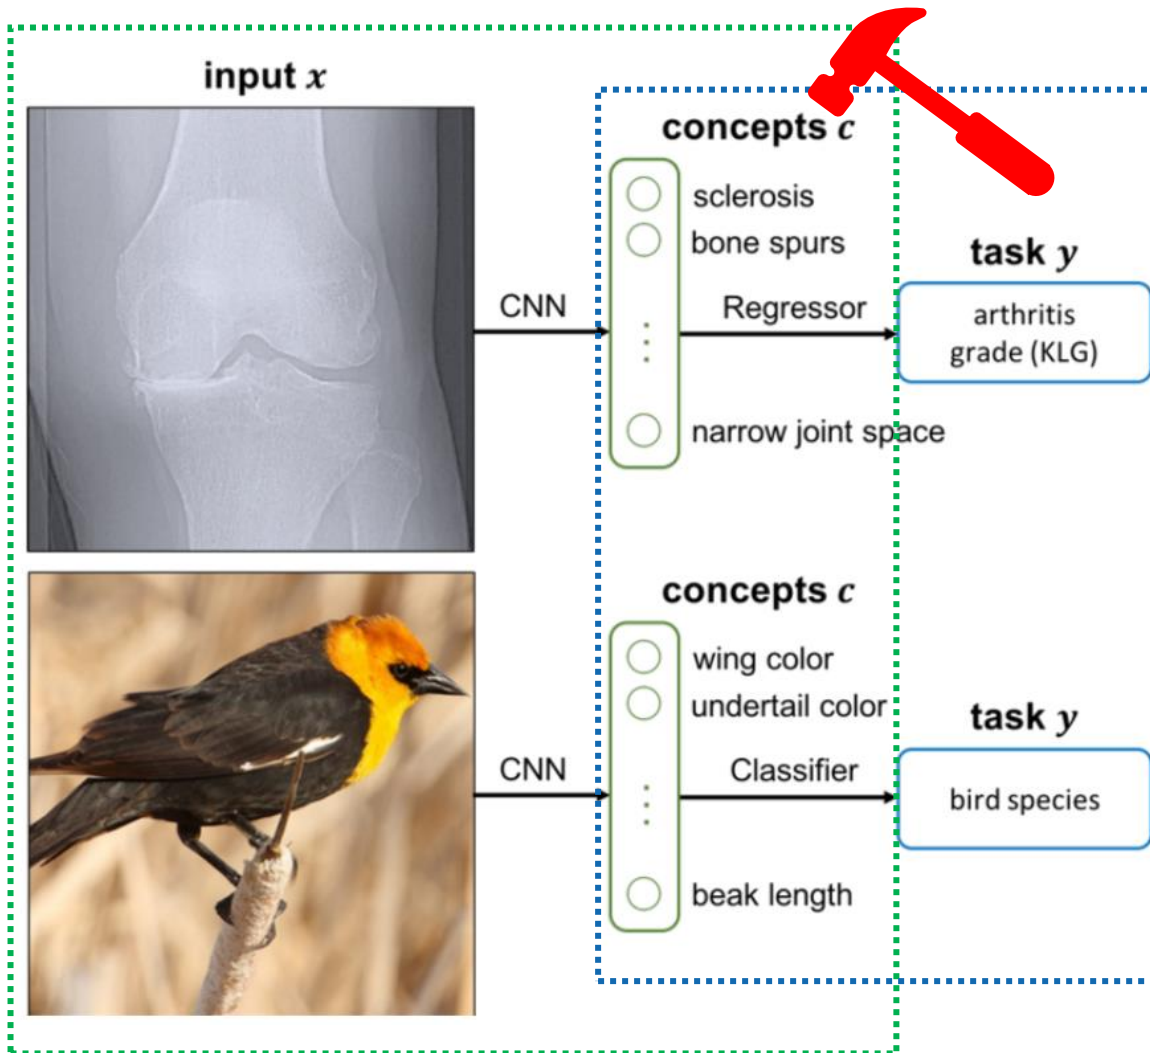 input x
concepts c
sclerosis
bone spurs
CNN
Regressor
narrow joint space
task y
arthritis
grade (KLG)
concepts c
wing color
undertail color
CNN
Classifier
beak length
task y
bird species